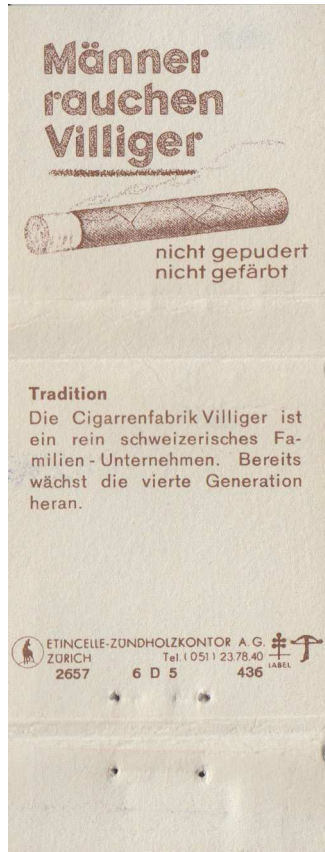 Männer
rauchen
Villiger
nicht gepudert
nicht gefärbt
Tradition
Die Cigarrenfabrik Villiger ist
ein rein schweizerisches Fa-
milien-Unternehmen. Bereits
wächst die vierte Generation
heran.
ETINCELLE-ZÜNDHOLZKONTOR A.G.
ZÜRICH Tel. (051) 23.78.40
LABEL
2657 6 D 5 436